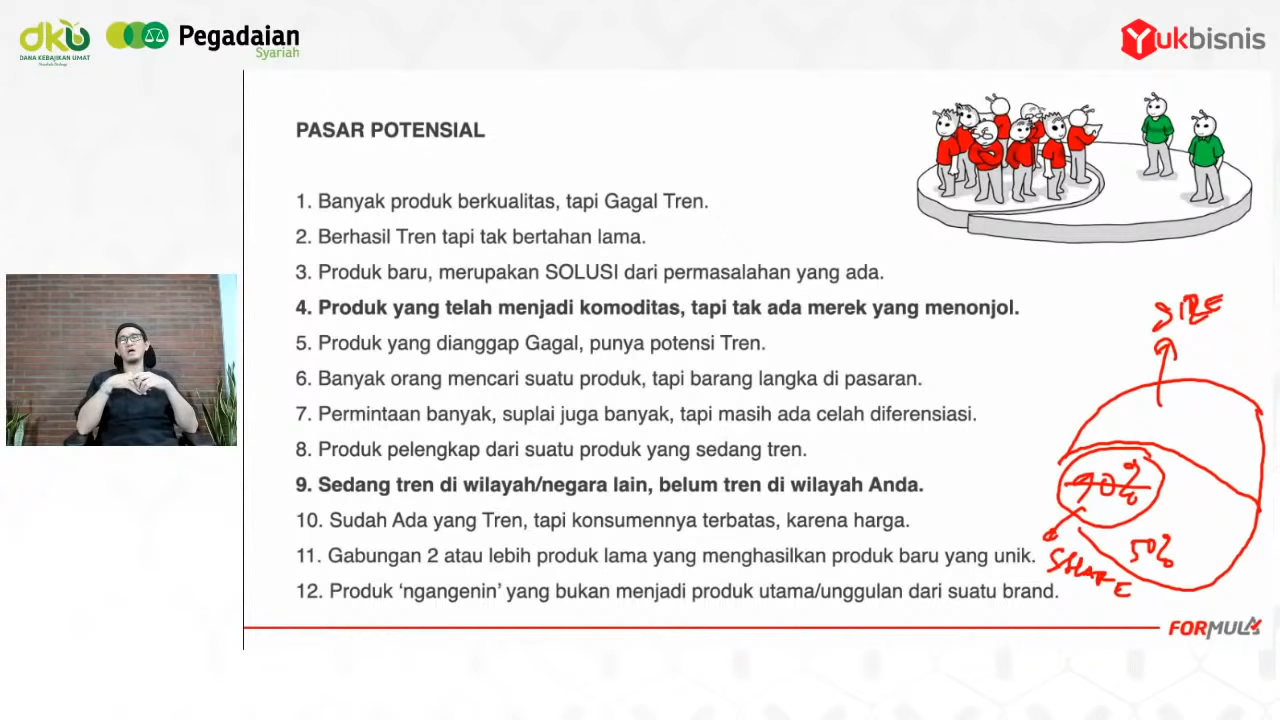 dku
DANA KEBAJIKAN UMAT
Pegadaian
Syariah
Yukbisnis
PASAR POTENSIAL
1. Banyak produk berkualitas, tapi Gagal Tren.
2. Berhasil Tren tapi tak bertahan lama.
3. Produk baru, merupakan SOLUSI dari permasalahan yang ada.
4. Produk yang telah menjadi komoditas, tapi tak ada merek yang menonjol.
5. Produk yang dianggap Gagal, punya potensi Tren.
6. Banyak orang mencari suatu produk, tapi barang langka di pasaran.
7. Permintaan banyak, suplai juga banyak, tapi masih ada celah diferensiasi.
8. Produk pelengkap dari suatu produk yang sedang tren.
9. Sedang tren di wilayah/negara lain, belum tren di wilayah Anda.
10. Sudah Ada yang Tren, tapi konsumennya terbatas, karena harga.
11. Gabungan 2 atau lebih produk lama yang menghasilkan produk baru yang unik.
12. Produk ‘ngangenin’ yang bukan menjadi produk utama/unggulan dari suatu brand.
SIZE
90%
50%
SHARE
FORMULA